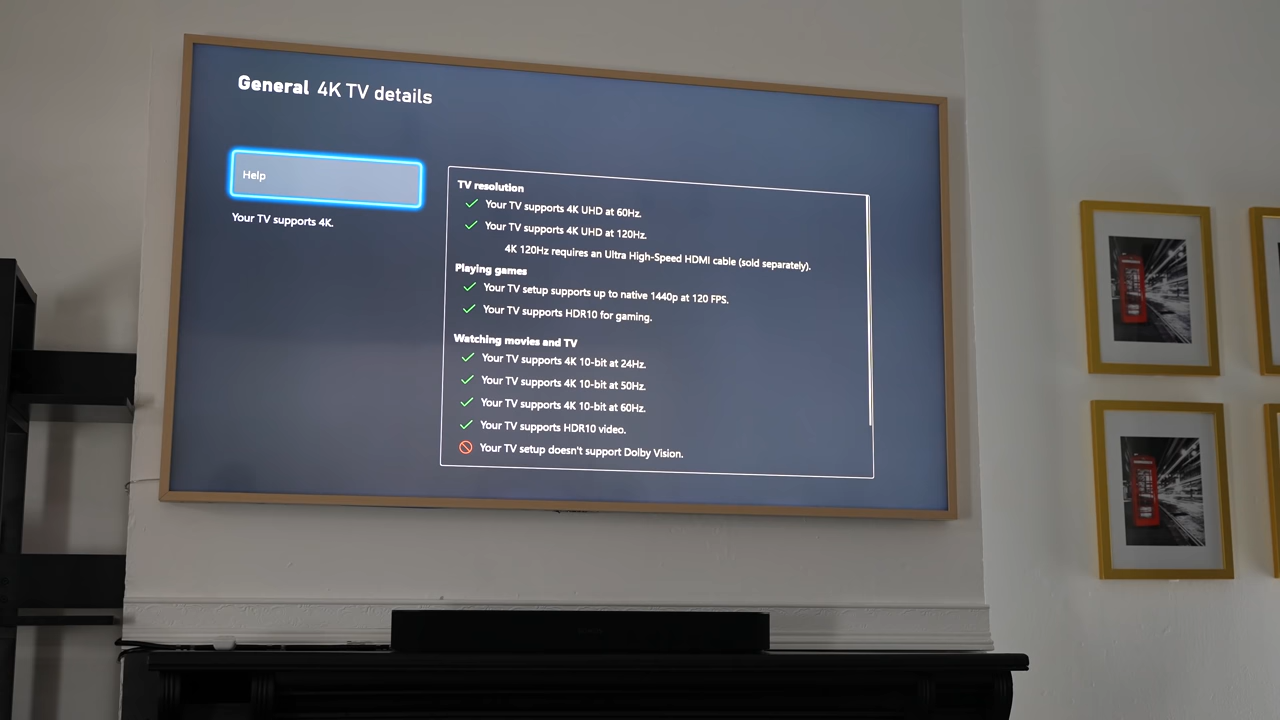 General 4K TV details
Help
Your TV supports 4K.
TV resolution
Your TV supports 4K UHD at 60Hz.
Your TV supports 4K UHD at 120Hz.
4K 120Hz requires an Ultra High-Speed HDMI cable (sold separately).
Playing games
Your TV setup supports up to native 1440p at 120 FPS.
Your TV supports HDR10 for gaming.
Watching movies and TV
Your TV supports 4K 10-bit at 24Hz.
Your TV supports 4K 10-bit at 50Hz.
Your TV supports 4K 10-bit at 60Hz.
Your TV supports HDR10 video.
Your TV setup doesn't support Dolby Vision.